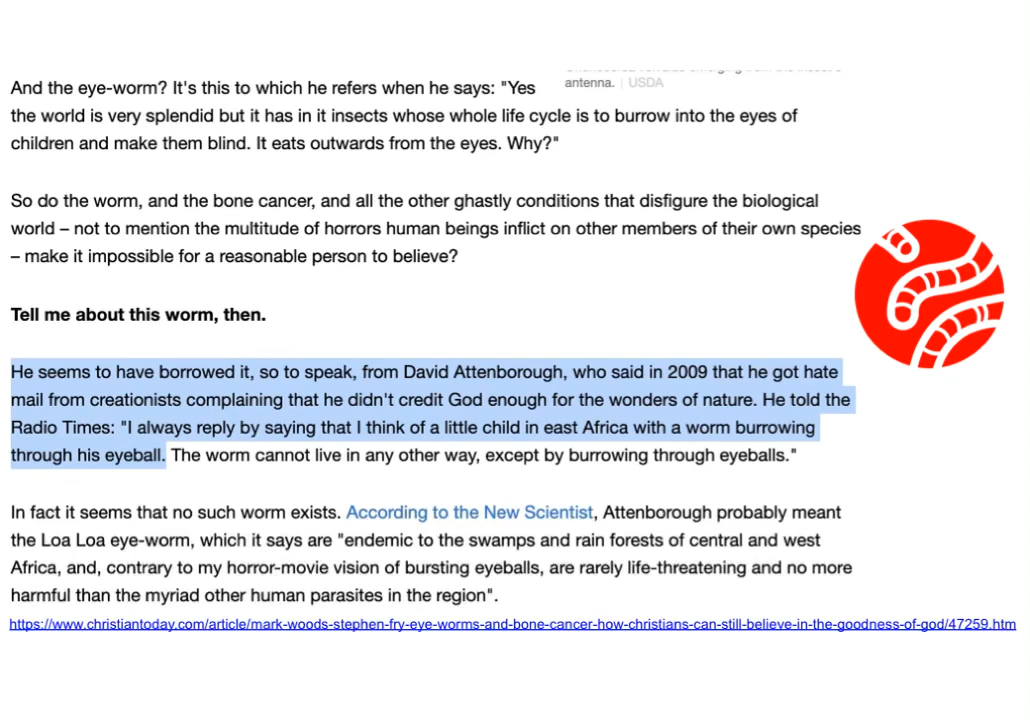 antenna. | USDA
And the eye-worm? It's this to which he refers when he says: "Yes
the world is very splendid but it has in it insects whose whole life cycle is to burrow into the eyes of
children and make them blind. It eats outwards from the eyes. Why?"
So do the worm, and the bone cancer, and all the other ghastly conditions that disfigure the biological
world – not to mention the multitude of horrors human beings inflict on other members of their own species
– make it impossible for a reasonable person to believe?
Tell me about this worm, then.
He seems to have borrowed it, so to speak, from David Attenborough, who said in 2009 that he got hate
mail from creationists complaining that he didn't credit God enough for the wonders of nature. He told the
Radio Times: "I always reply by saying that I think of a little child in east Africa with a worm burrowing
through his eyeball. The worm cannot live in any other way, except by burrowing through eyeballs."
In fact it seems that no such worm exists. According to the New Scientist, Attenborough probably meant
the Loa Loa eye-worm, which it says are "endemic to the swamps and rain forests of central and west
Africa, and, contrary to my horror-movie vision of bursting eyeballs, are rarely life-threatening and no more
harmful than the myriad other human parasites in the region".
https://www.christiantoday.com/article/mark-woods-stephen-fry-eye-worms-and-bone-cancer-how-christians-can-still-believe-in-the-goodness-of-god/47259.htm